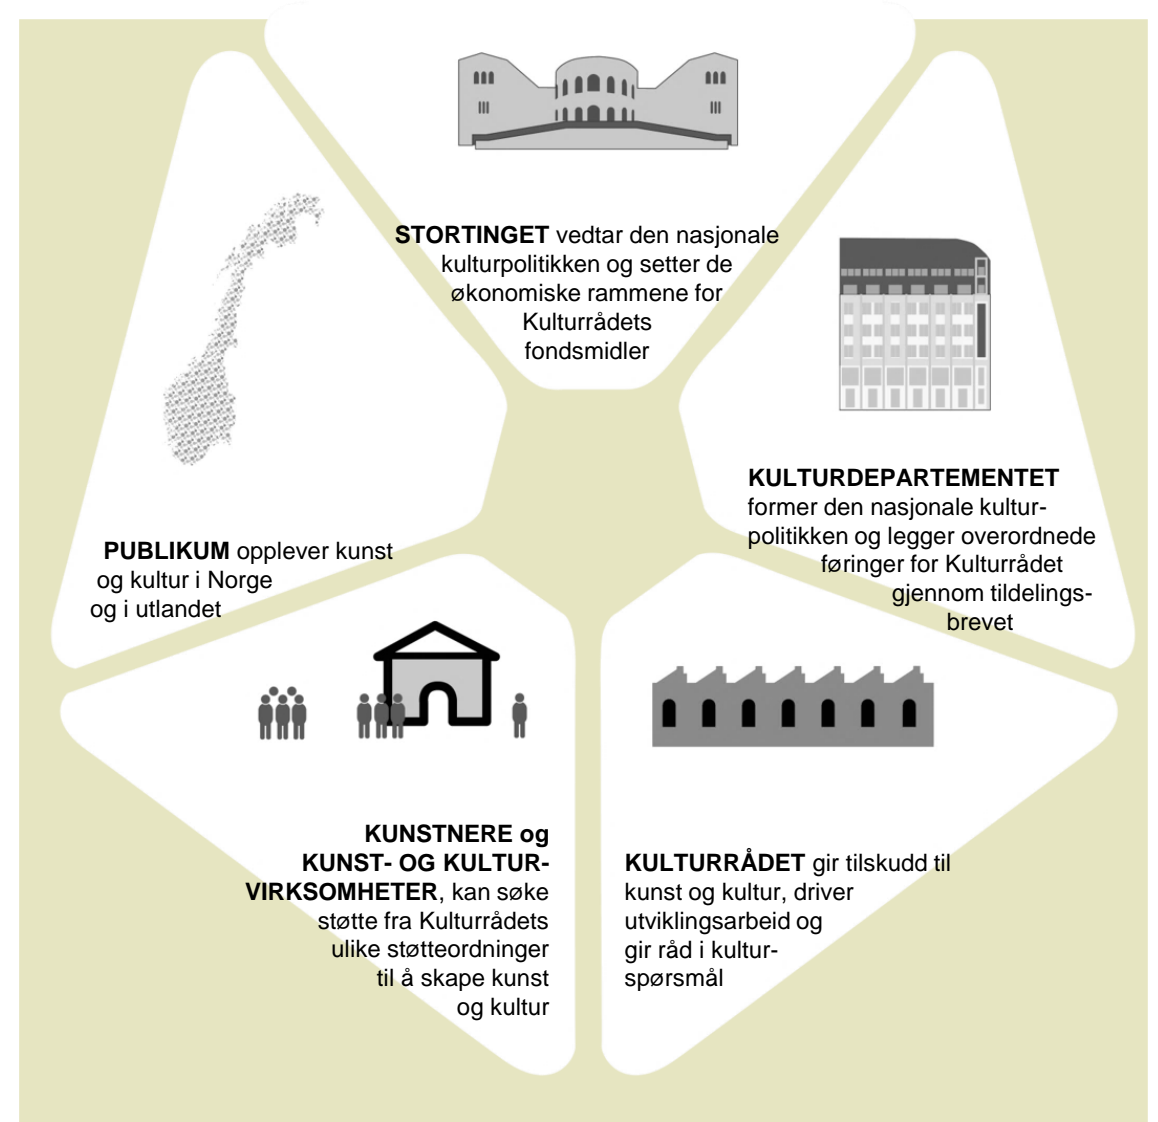 STORTINGET vedtar den nasjonale
kulturpolitikken og setter de
økonomiske rammene for
Kulturrådets
fondsmidler
KULTURDEPARTEMENTET
former den nasjonale kultur-
politikken og legger overordnede
føringer for Kulturrådet
gjennom tildelings-
brevet
KULTURRÅDET gir tilskudd til
kunst og kultur, driver
utviklingsarbeid og
gir råd i kultur-
spørsmål
KUNSTNERE og
KUNST- OG KULTUR-
VIRKSOMHETER, kan søke
støtte fra Kulturrådets
ulike støtteordninger
til å skape kunst
og kultur
PUBLIKUM opplever kunst
og kultur i Norge
og i utlandet